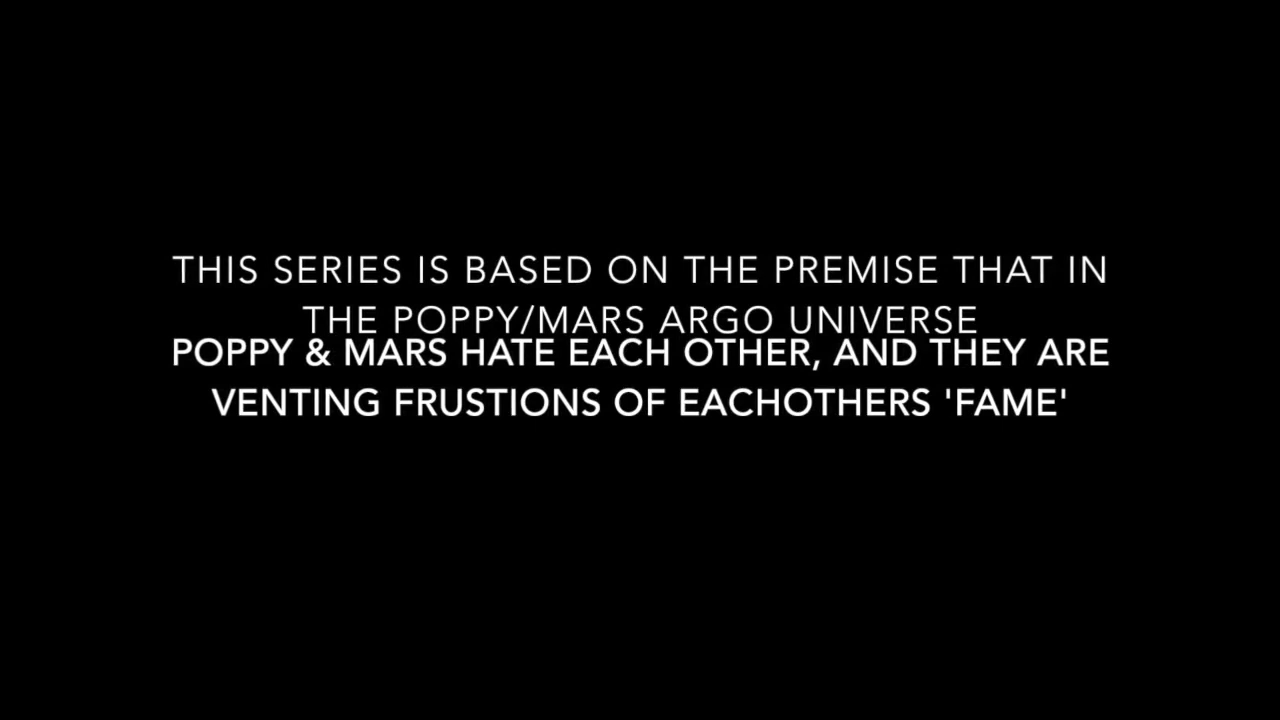 THIS SERIES IS BASED ON THE PREMISE THAT IN
THE POPPY/MARS ARGO UNIVERSE
POPPY & MARS HATE EACH OTHER, AND THEY ARE
VENTING FRUSTIONS OF EACHOTHERS 'FAME'